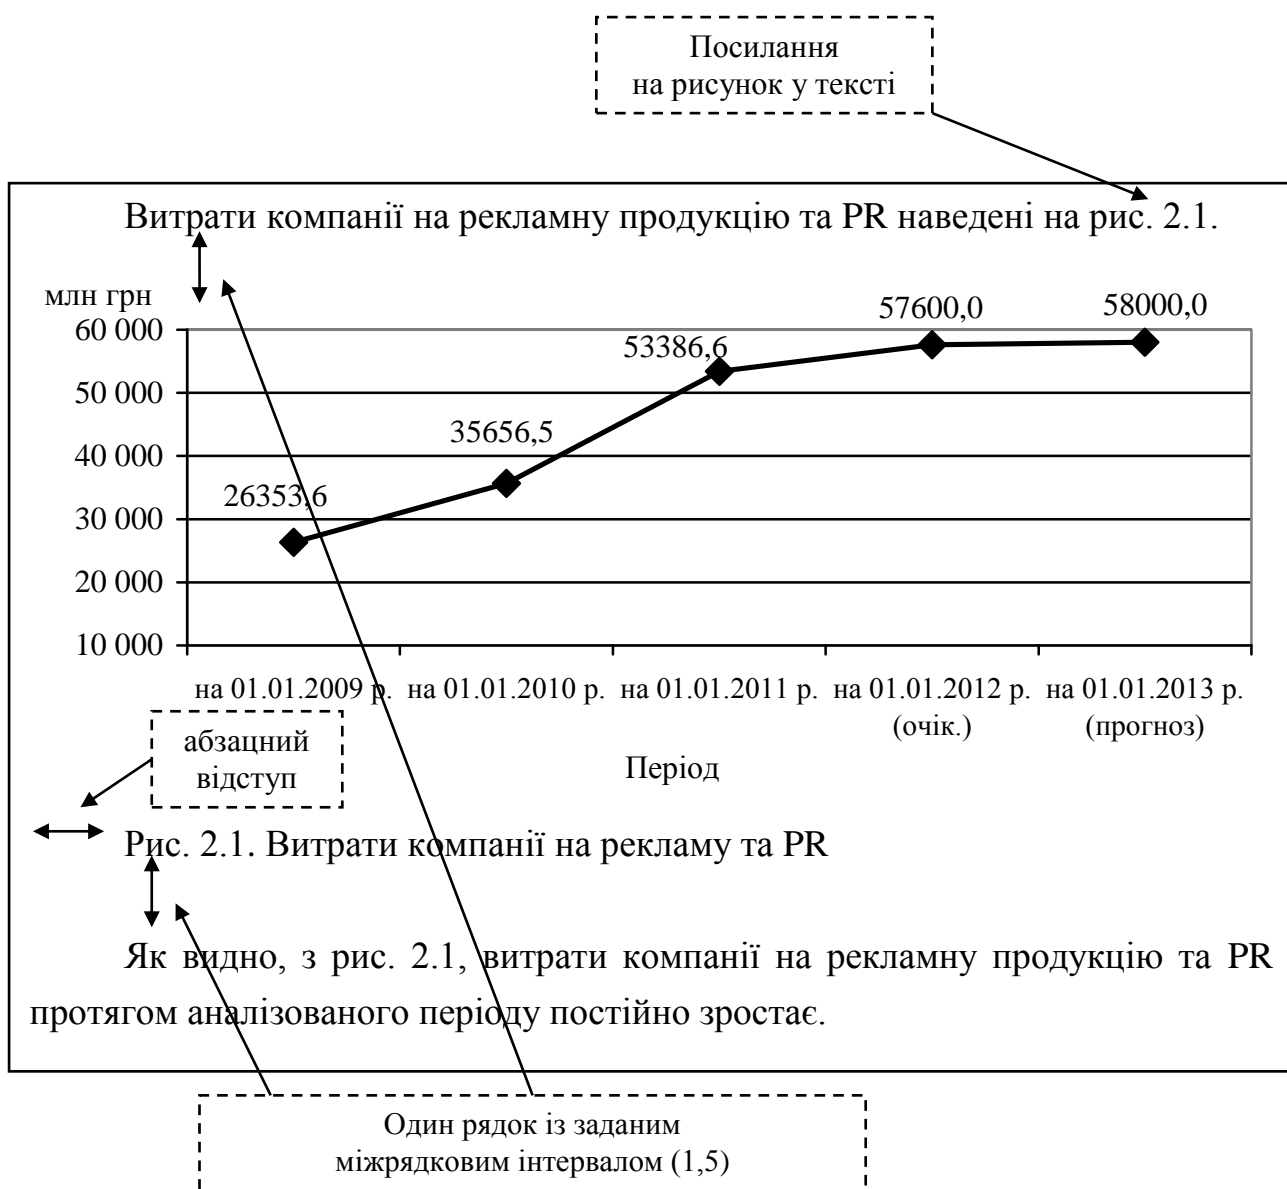 Посилання
на рисунок у тексті
Витрати компанії на рекламну продукцію та PR наведені на рис. 2.1.
млн грн
60 000
50 000
40 000
30 000
20 000
10 000
26353,6
35656,5
53386,6
57600,0
58000,0
на 01.01.2009 р.
на 01.01.2010 р.
на 01.01.2011 р.
на 01.01.2012 р.
(очік.)
на 01.01.2013 р.
(прогноз)
Період
абзацний
відступ
Рис. 2.1. Витрати компанії на рекламу та PR
Як видно, з рис. 2.1, витрати компанії на рекламну продукцію та PR
протягом аналізованого періоду постійно зростає.
Один рядок із заданим
міжрядковим інтервалом (1,5)